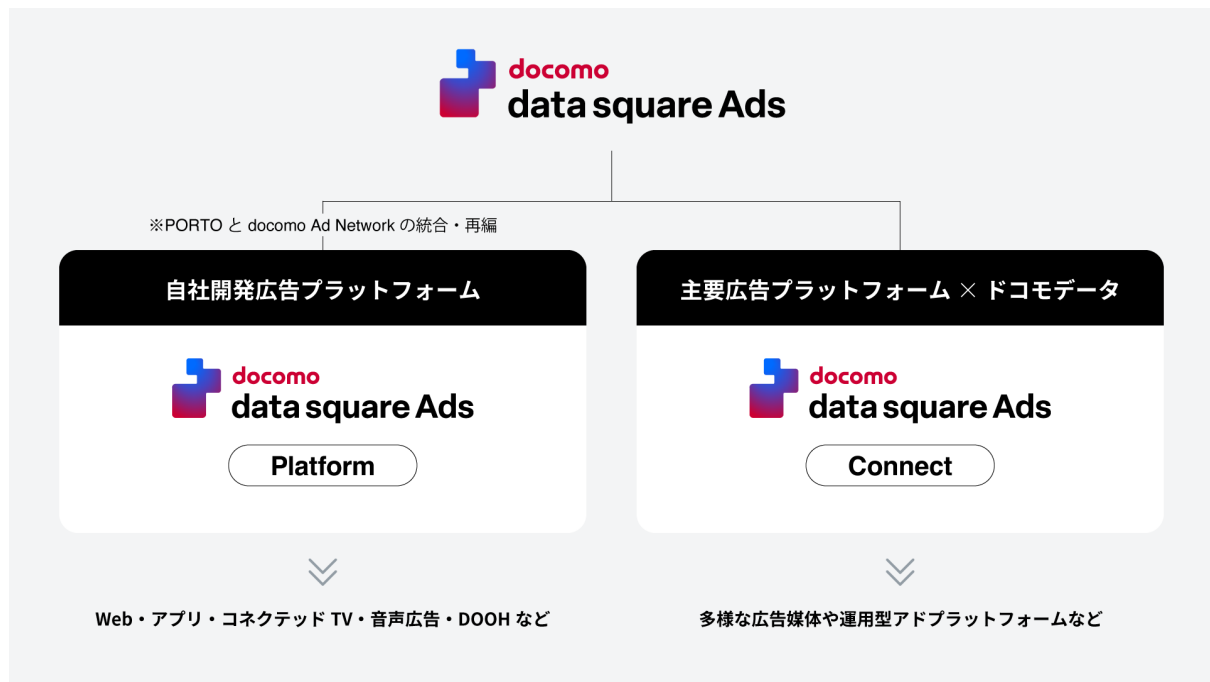 docomo
data square Ads
※PORTO と docomo Ad Network の統合・再編
自社開発広告プラットフォーム
docomo
data square Ads
Platform
Web・アプリ・コネクテッド TV・音声広告・DOOH など
主要広告プラットフォーム × ドコモデータ
docomo
data square Ads
Connect
多様な広告媒体や運用型アドプラットフォームなど